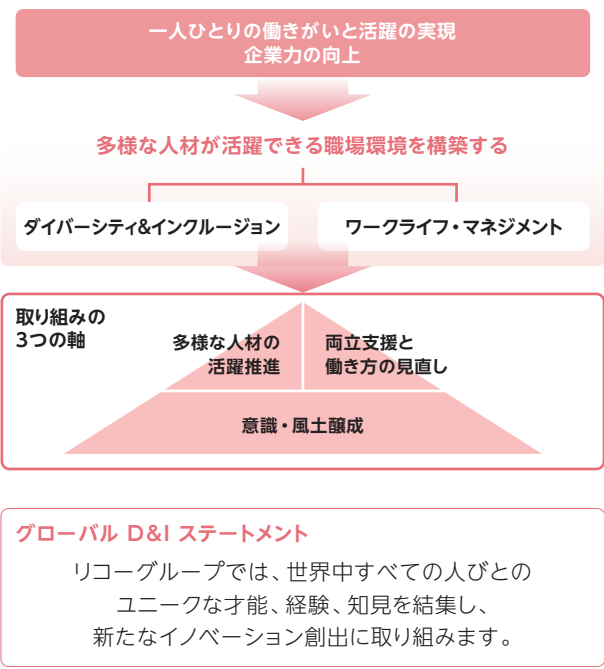 一人ひとりの働きがいと活躍の実現
企業力の向上
多様な人材が活躍できる職場環境を構築する
ダイバーシティ&インクルージョン
ワークライフ・マネジメント
取り組みの
3つの軸
多様な人材の
活躍推進
両立支援と
働き方の見直し
意識・風土醸成
グローバル D&I ステートメント
リコーグループでは、世界中すべての人びとの
ユニークな才能、経験、知見を結集し、
新たなイノベーション創出に取り組みます。